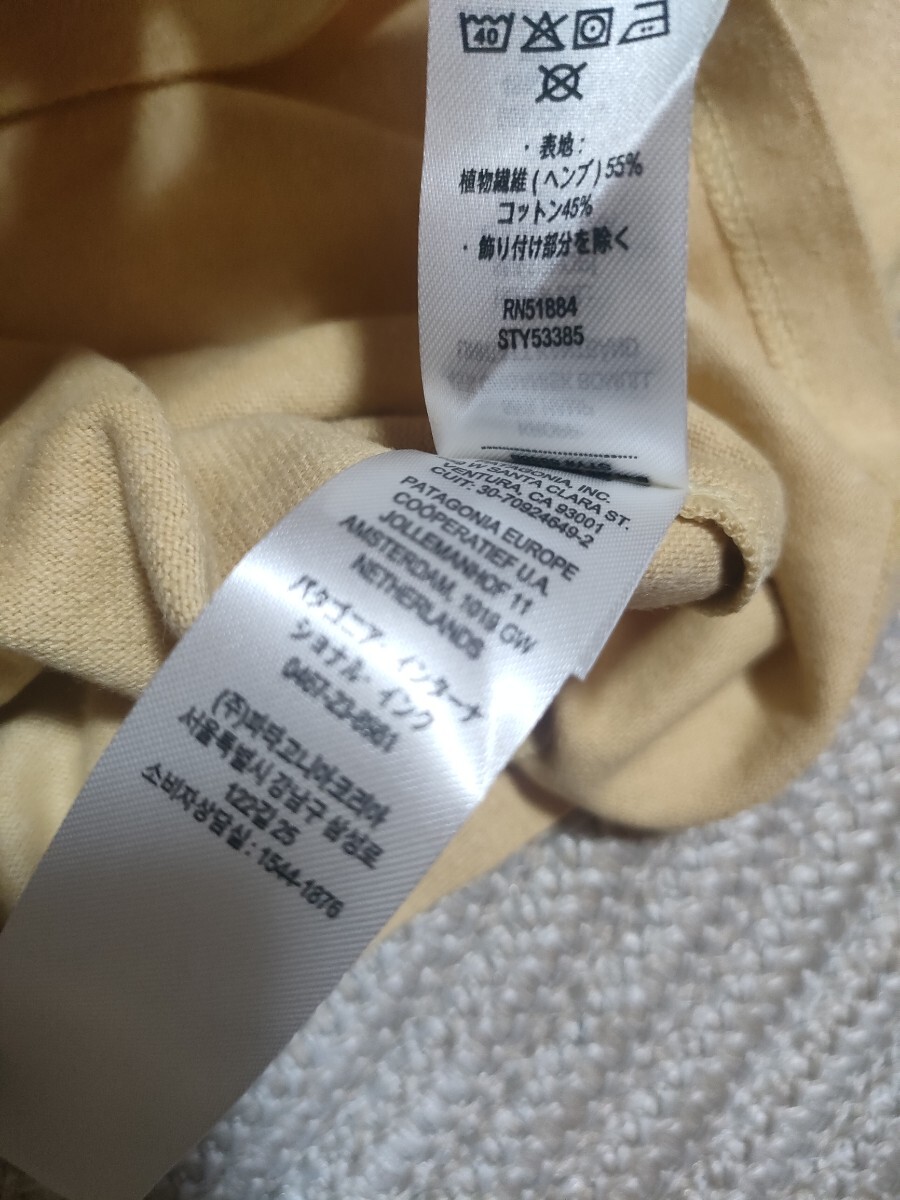 40
・表地:
植物繊維(ヘンプ)55%
コットン45%
・飾り付け部分を除く
RN51884
STY53385
PATAGONIA, INC.
W SANTA CLARA ST.
VENTURA, CA 93001
CUIT: 30-70924649-2
PATAGONIA EUROPE
COÖPERATIEF U.A.
JOLLEMANHOF 11
AMSTERDAM, 1019 GW
NETHERLANDS
パタゴニア・インターナ
ショナル・インク
0467-23-8961
(주)파타고니아코리아
서울특별시 강남구 삼성로
122길 25
소비자상담실 : 1544-1876